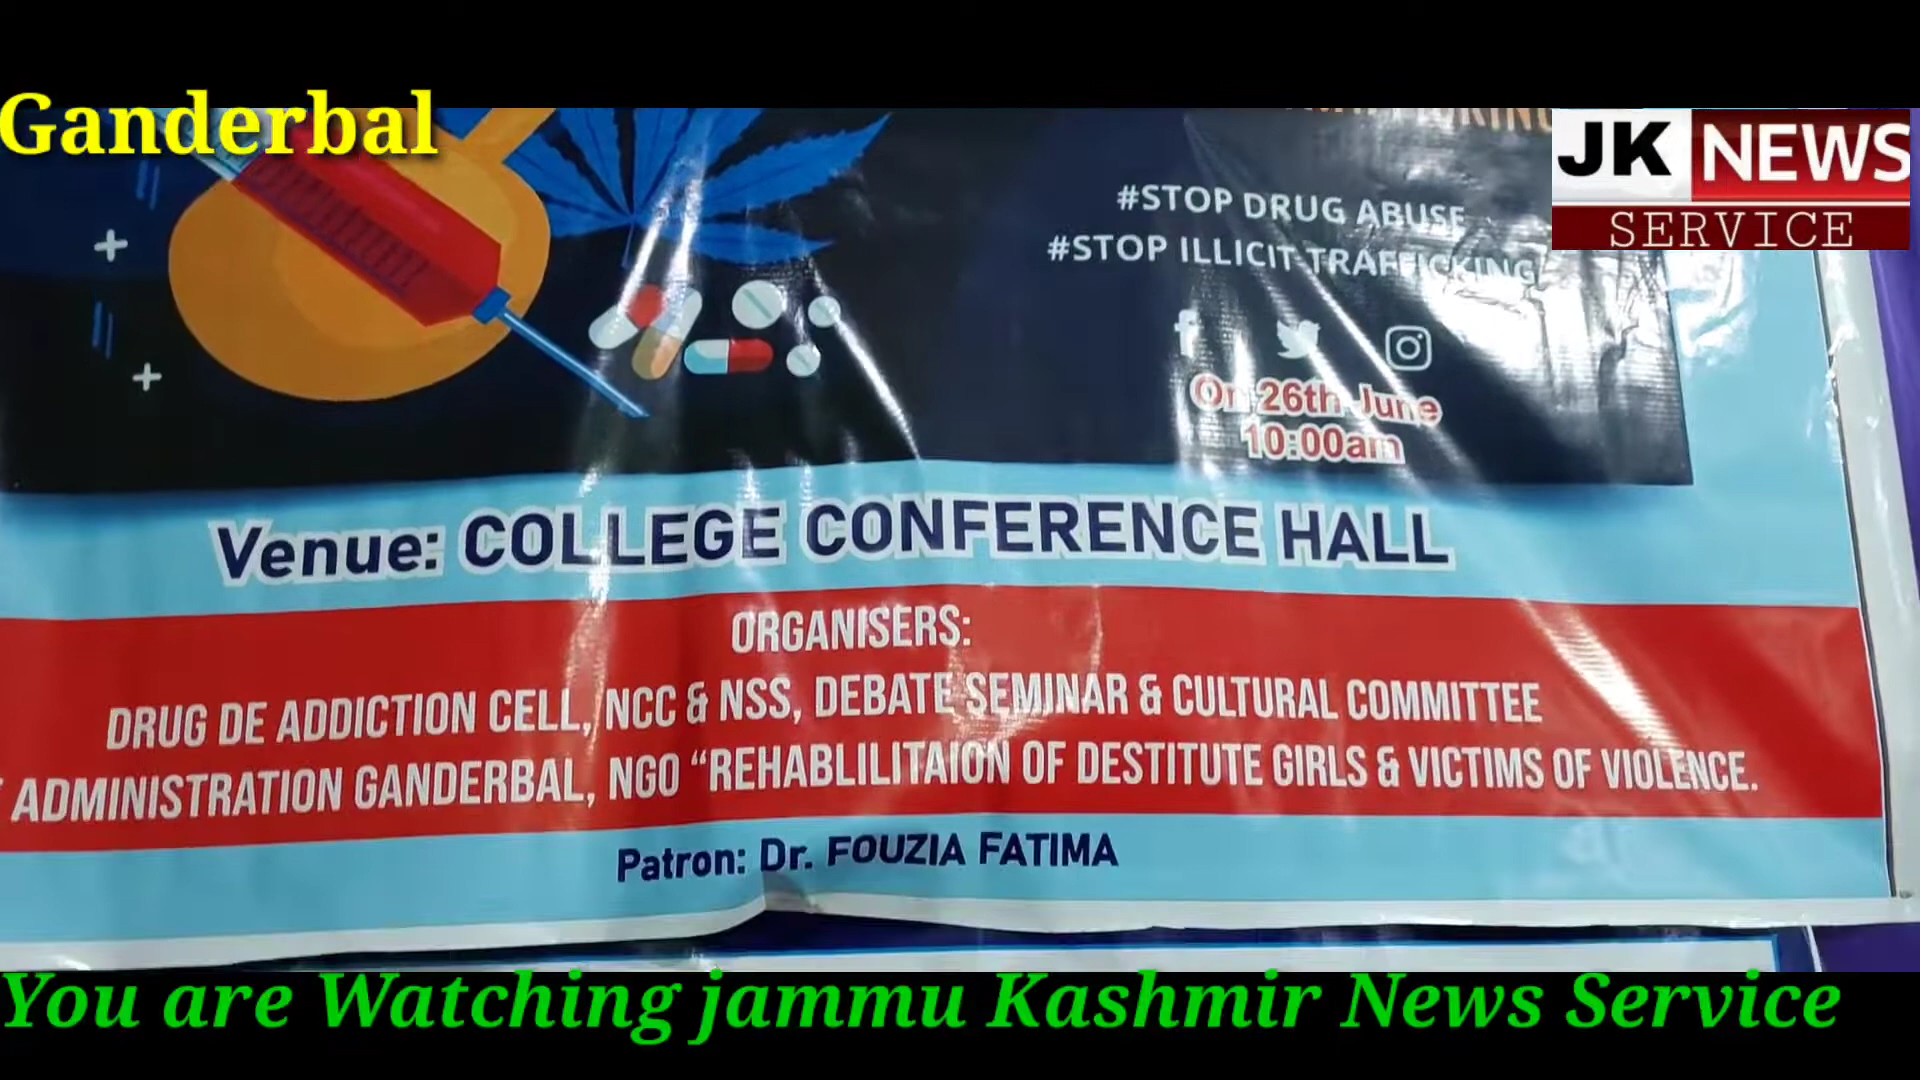 Ganderbal
JK NEWS
SERVICE
#STOP DRUG ABUSE
#STOP ILLICIT TRAFFICKING
On 26th June
10:00am
Venue: COLLEGE CONFERENCE HALL
ORGANISERS:
DRUG DE ADDICTION CELL, NCC & NSS, DEBATE SEMINAR & CULTURAL COMMITTEE
ADMINISTRATION GANDERBAL, NGO “REHABLILITAION OF DESTITUTE GIRLS & VICTIMS OF VIOLENCE.
Patron: Dr. FOUZIA FATIMA
You are Watching jammu Kashmir News Service